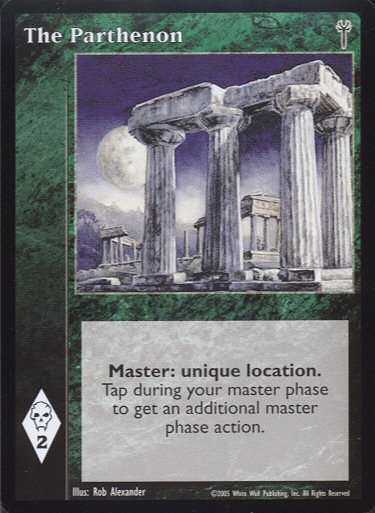 The Parthenon
Master: unique location.
Tap during your master phase
to get an additional master
phase action.
2
Illus: Rob Alexander
©2005 White Wolf Publishing, Inc. All Rights Reserved.